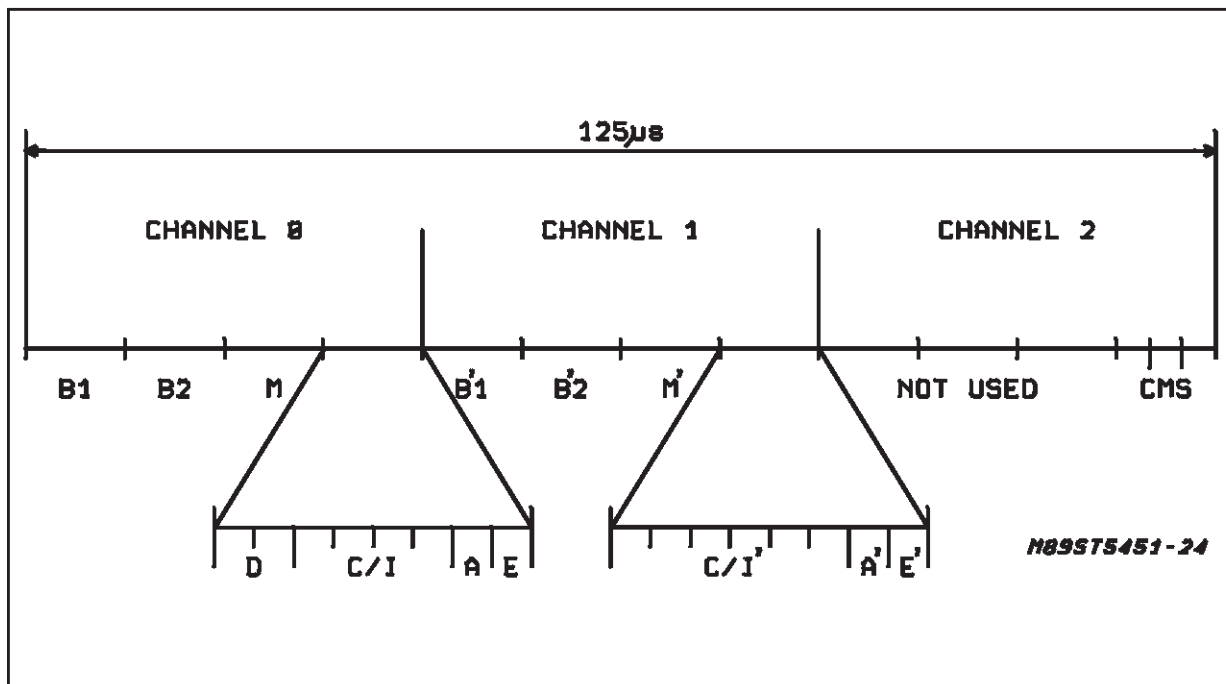 125µs
CHANNEL 0 CHANNEL 1 CHANNEL 2
B1 B2 M B'1 B'2 M' NOT USED CMS
D C/I A E C/I' A' E'
M89ST5451-24